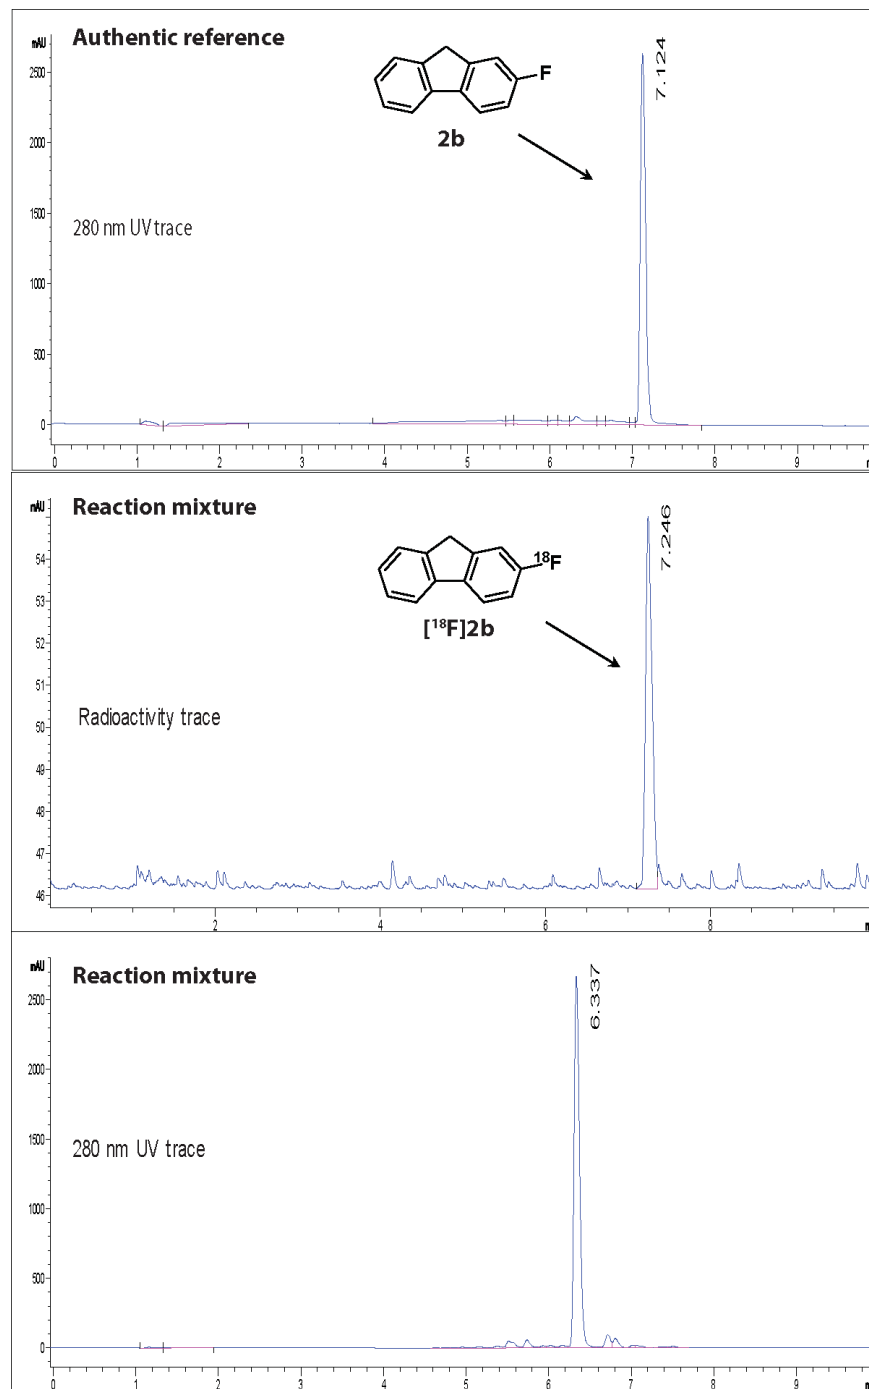 Authentic reference
mAU
2500
2000
1500
1000
500
0
F
2b
7.124
280 nm UV trace
0 1 2 3 4 5 6 7 8 9 m
Reaction mixture
mAU
54
53
52
51
50
49
48
47
46
18F
[18F]2b
7.246
Radioactivity trace
2 4 6 8 m
Reaction mixture
mAU
2500
2000
1500
1000
500
0
6.337
280 nm UV trace
0 1 2 3 4 5 6 7 8 9 m